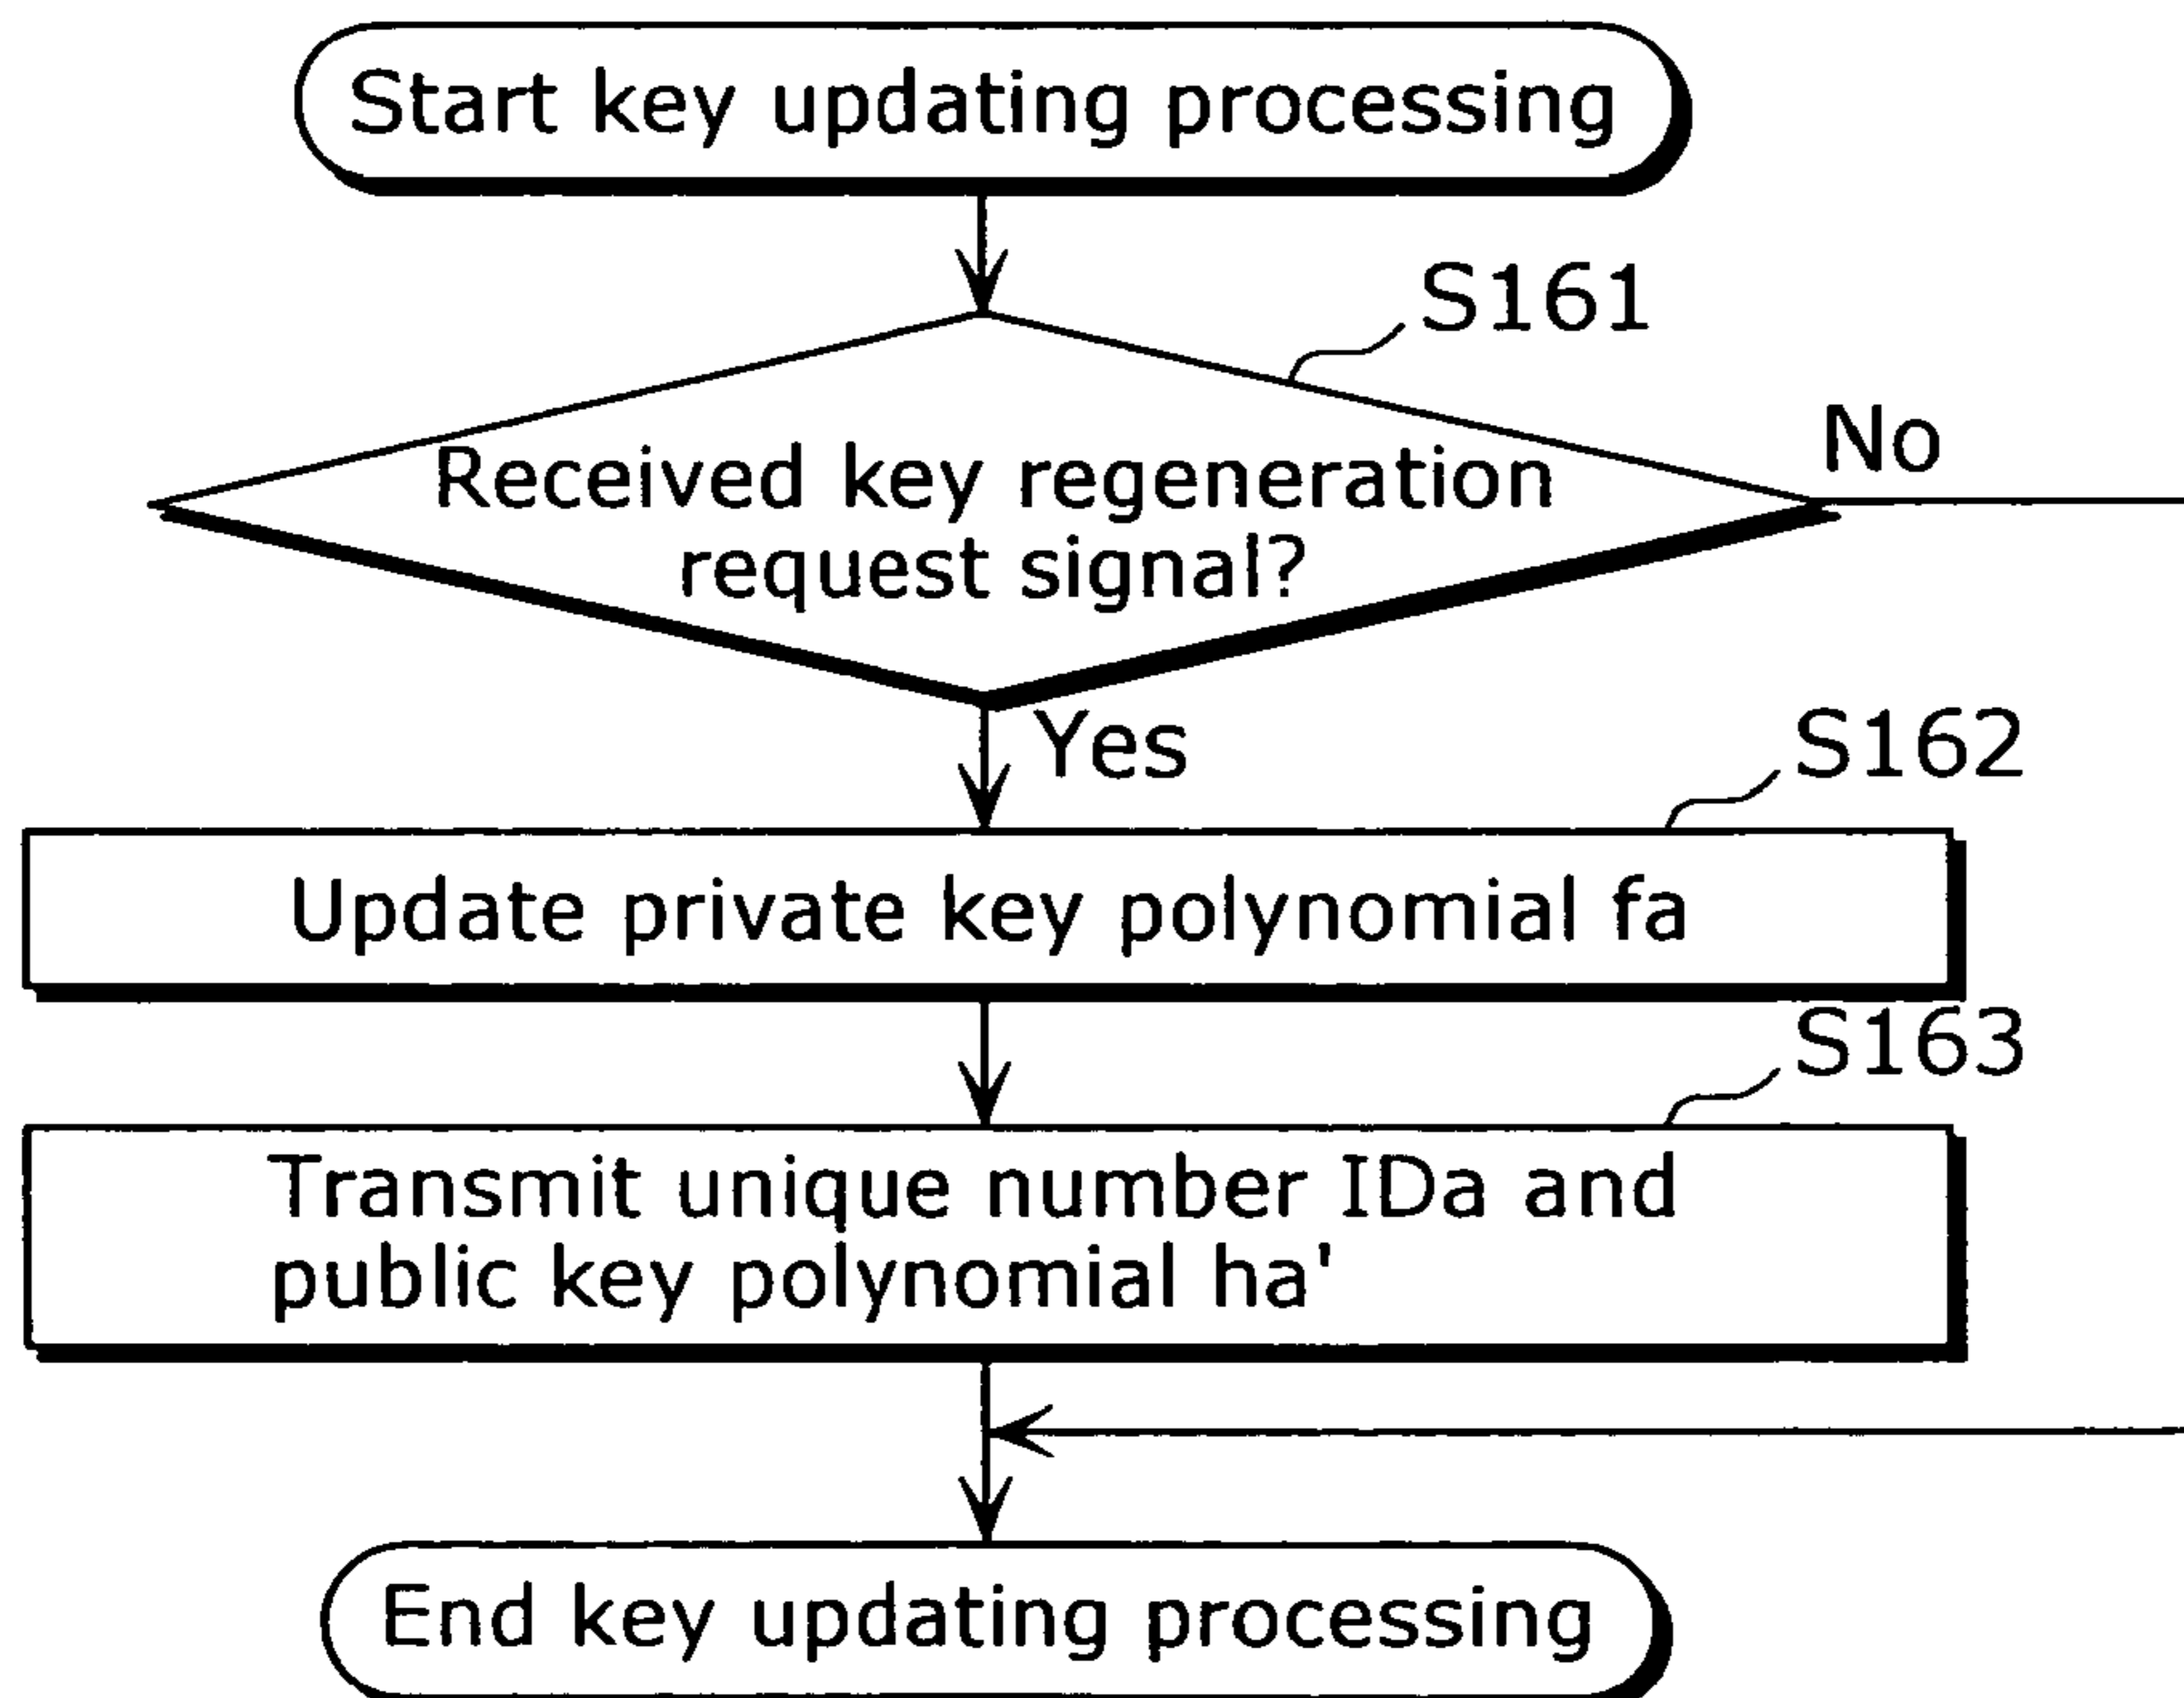 Start key updating processing
S161
No
Received key regeneration
request signal?
Yes
S162
Update private key polynomial fa
S163
Transmit unique number IDa and
public key polynomial ha'
End key updating processing